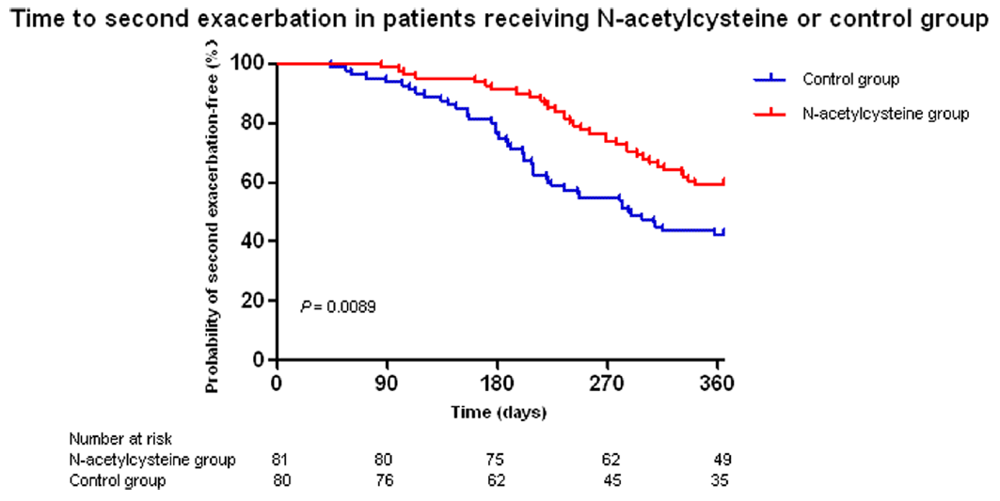 Time to second exacerbation in patients receiving N-acetylcysteine or control group
Probability of second exacerbation-free (%)
100
80
60
40
20
0
P = 0.0089
0 90 180 270 360
Time (days)
Control group
N-acetylcysteine group
Number at risk
N-acetylcysteine group 81 80 75 62 49
Control group 80 76 62 45 35